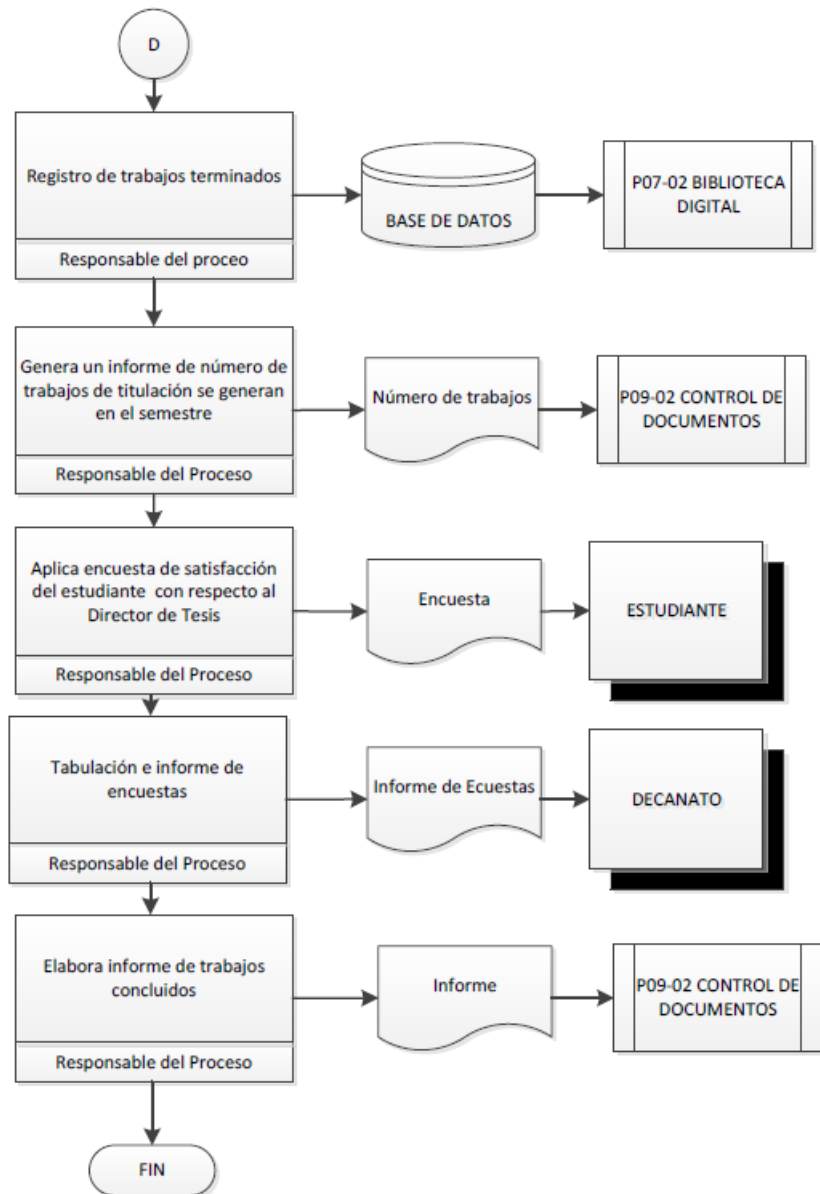 D
Registro de trabajos terminados
Responsable del proceo
BASE DE DATOS
P07-02 BIBLIOTECA
DIGITAL
Genera un informe de número de
trabajos de titulación se generan
en el semestre
Responsable del Proceso
Número de trabajos
P09-02 CONTROL DE
DOCUMENTOS
Aplica encuesta de satisfacción
del estudiante con respecto al
Director de Tesis
Responsable del Proceso
Encuesta
ESTUDIANTE
Tabulación e informe de
encuestas
Responsable del Proceso
Informe de Ecuestas
DECANATO
Elabora informe de trabajos
concluidos
Responsable del Proceso
Informe
P09-02 CONTROL DE
DOCUMENTOS
FIN